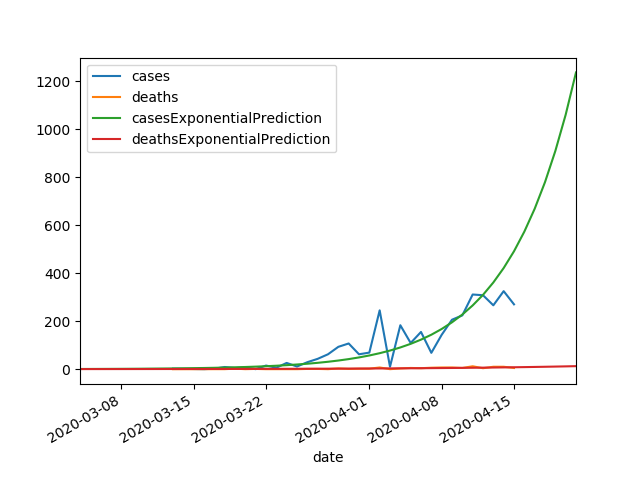 cases
deaths
casesExponentialPrediction
deathsExponentialPrediction
1200
1000
800
600
400
200
0
2020-03-08
2020-03-15
2020-03-22
2020-04-01
2020-04-08
2020-04-15
date